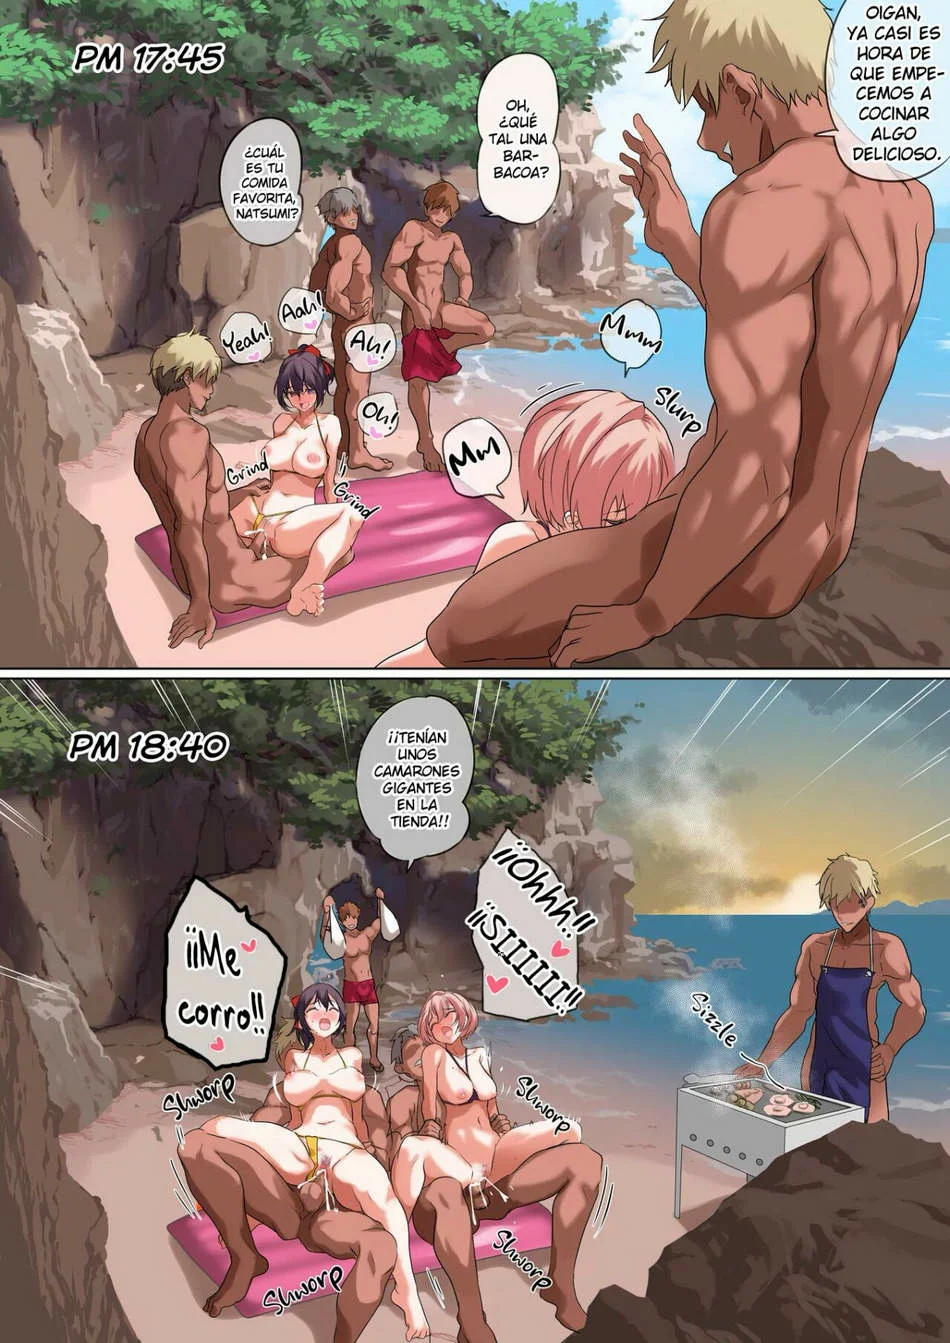 PM 17:45
OIGAN,
YA CASI ES
HORA DE
QUE EMPE-
CEMOS A
COCINAR
ALGO
DELICIOSO.
OH,
¿QUÉ
TAL UNA
BAR-
BACOA?
¿CUÁL
ES TU
COMIDA
FAVORITA,
NATSUMI?
Yeah!
Aah!
Ah!
Oh!
Mmm
Slurp
Mm
Grind
Grind
PM 18:40
¡¡TENÍAN
UNOS
CAMARONES
GIGANTES
EN LA
TIENDA!!
¡¡Ohhh!!
¡¡SIIIIII!!
¡¡Me
corro!!
Sizzle
Shworp
Shworp
Shworp
Shworp